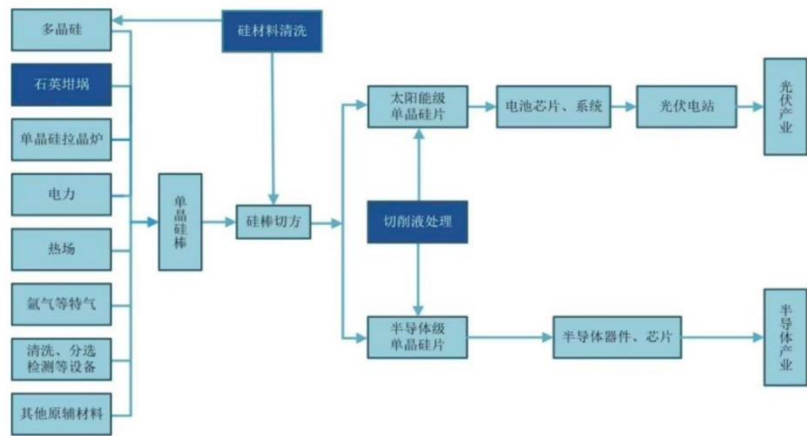 多晶硅
硅材料清洗
石英坩埚
单晶硅拉晶炉
电力
热场
氩气等特气
清洗、分选
检测等设备
其他原辅材料
单晶硅棒
硅棒切方
太阳能级
单晶硅片
电池芯片、系统
光伏电站
光伏产业
切削液处理
半导体级
单晶硅片
半导体器件、芯片
半导体产业